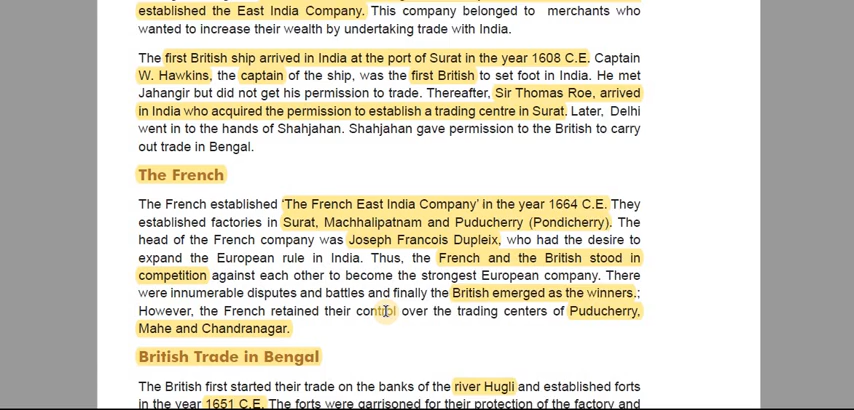 established the East India Company. This company belonged to merchants who
wanted to increase their wealth by undertaking trade with India.
The first British ship arrived in India at the port of Surat in the year 1608 C.E. Captain
W. Hawkins, the captain of the ship, was the first British to set foot in India. He met
Jahangir but did not get his permission to trade. Thereafter, Sir Thomas Roe, arrived
in India who acquired the permission to establish a trading centre in Surat. Later, Delhi
went in to the hands of Shahjahan. Shahjahan gave permission to the British to carry
out trade in Bengal.
The French
The French established 'The French East India Company' in the year 1664 C.E. They
established factories in Surat, Machhalipatnam and Puducherry (Pondicherry). The
head of the French company was Joseph Francois Dupleix, who had the desire to
expand the European rule in India. Thus, the French and the British stood in
competition against each other to become the strongest European company. There
were innumerable disputes and battles and finally the British emerged as the winners.;
However, the French retained their control over the trading centers of Puducherry,
Mahe and Chandranagar.
British Trade in Bengal
The British first started their trade on the banks of the river Hugli and established forts
in the year 1651 C.E. The forts were garrisoned for their protection of the factory and